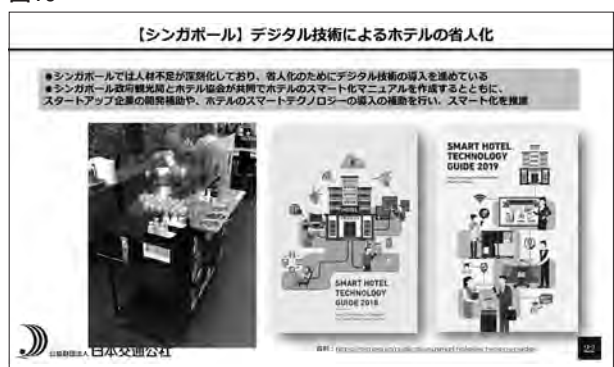 【シンガポール】デジタル技術によるホテルの省人化
●シンガポールでは人材不足が深刻化しており、省人化のためにデジタル技術の導入を進めている
●シンガポール政府観光局とホテル協会が共同でホテルのスマート化マニュアルを作成するとともに、
スタートアップ企業の開発補助や、ホテルのスマートテクノロジーの導入の補助を行い、スマート化を推進
SMART HOTEL
TECHNOLOGY
GUIDE 2018
SMART HOTEL
TECHNOLOGY
GUIDE 2019
公益財団法人 日本交通公社
資料:
22